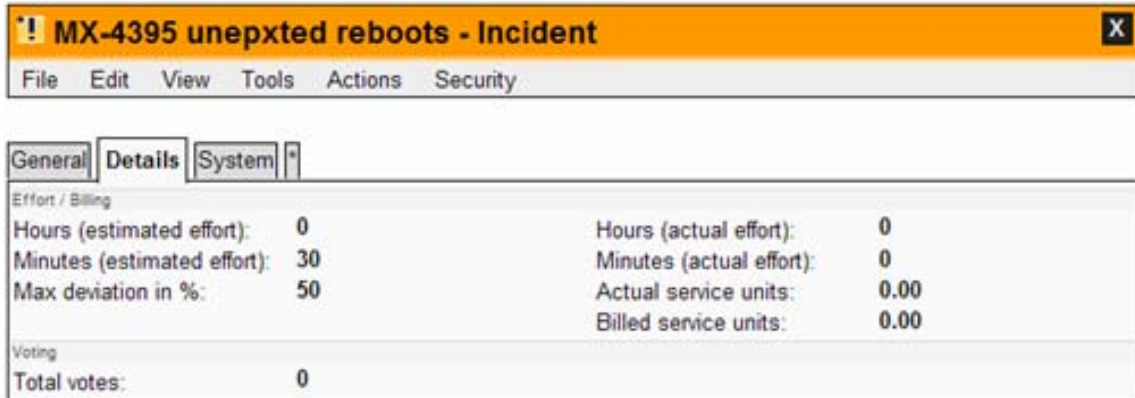 MX-4395 unepxted reboots - Incident X
File Edit View Tools Actions Security
General Details System *
Effort / Billing
Hours (estimated effort): 0 Hours (actual effort): 0
Minutes (estimated effort): 30 Minutes (actual effort): 0
Max deviation in %: 50 Actual service units: 0.00
Billed service units: 0.00
Voting
Total votes: 0